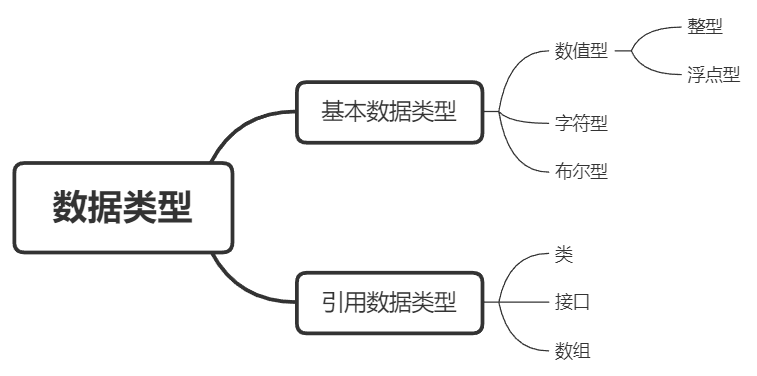 数据类型
基本数据类型
数值型
整型
浮点型
字符型
布尔型
引用数据类型
类
接口
数组